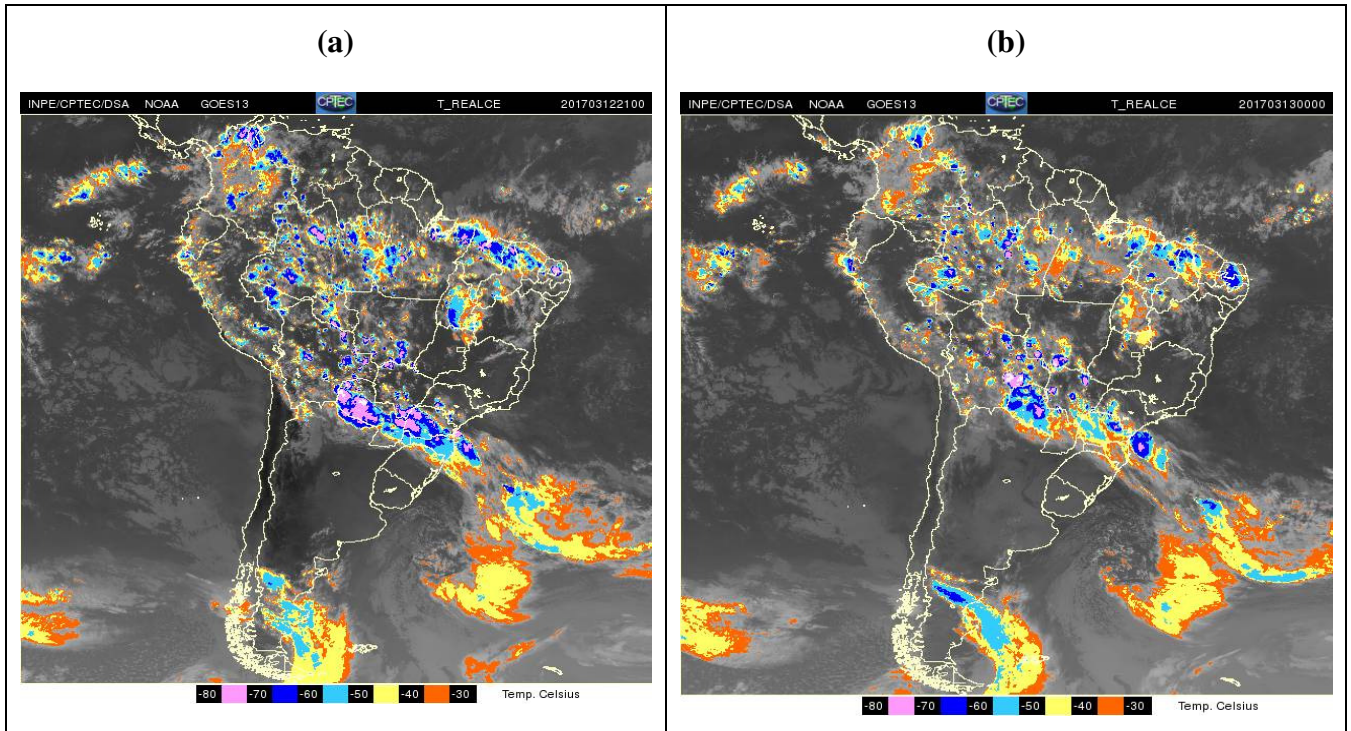 (a)
(b)
INPE/CPTEC/DSA NOAA GOES13 CPTEC T_REALCE 201703122100
INPE/CPTEC/DSA NOAA GOES13 CPTEC T_REALCE 201703130000
-80 -70 -60 -50 -40 -30 Temp. Celsius
-80 -70 -60 -50 -40 -30 Temp. Celsius